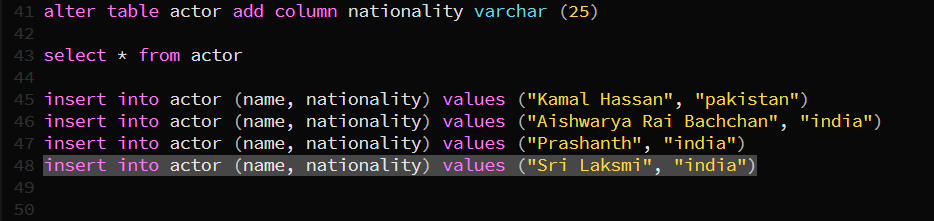 41 alter table actor add column nationality varchar (25)
42
43 select * from actor
44
45 insert into actor (name, nationality) values ("Kamal Hassan", "pakistan")
46 insert into actor (name, nationality) values ("Aishwarya Rai Bachchan", "india")
47 insert into actor (name, nationality) values ("Prashanth", "india")
48 insert into actor (name, nationality) values ("Sri Laksmi", "india")
49
50